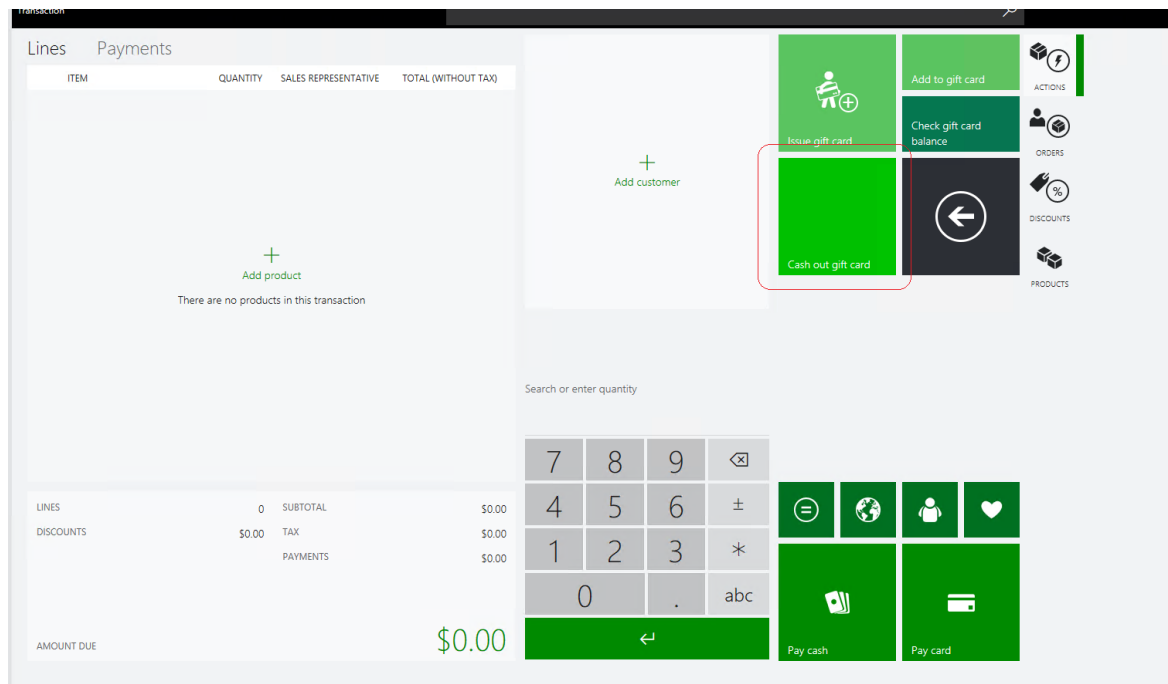 Transaction
Lines Payments
ITEM QUANTITY SALES REPRESENTATIVE TOTAL (WITHOUT TAX)
Add product
There are no products in this transaction
LINES 0 SUBTOTAL $0.00
DISCOUNTS $0.00 TAX $0.00
PAYMENTS $0.00
AMOUNT DUE $0.00
Add customer
Search or enter quantity
7 8 9
4 5 6 ±
1 2 3 *
0 . abc
Issue gift card
Add to gift card
Check gift card
balance
Cash out gift card
Pay cash
Pay card
ACTIONS
ORDERS
%
DISCOUNTS
PRODUCTS